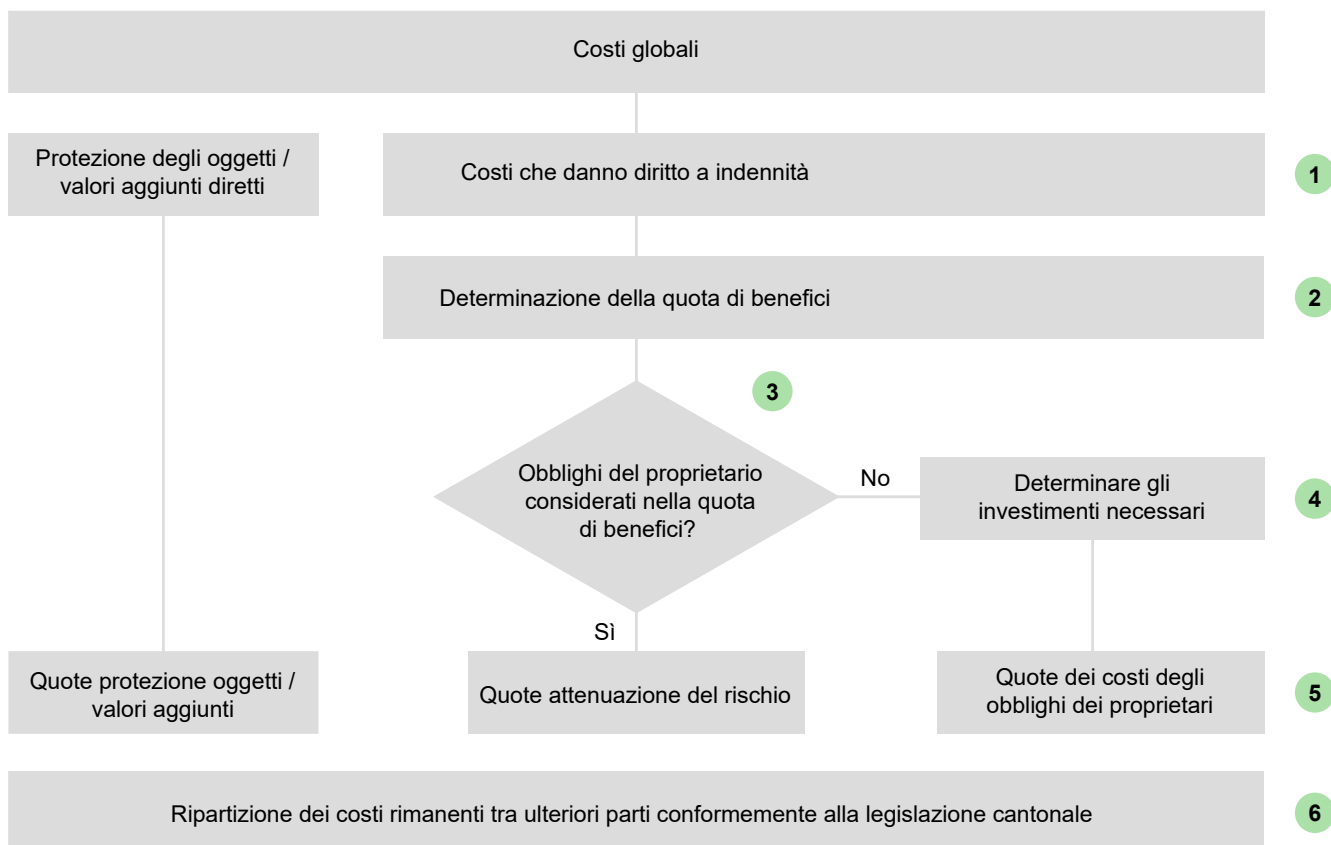 Costi globali
Protezione degli oggetti /
valori aggiunti diretti
Costi che danno diritto a indennità
1
Determinazione della quota di benefici
2
3
Obblighi del proprietario
considerati nella quota
di benefici?
No
Determinare gli
investimenti necessari
4
Sì
Quote protezione oggetti /
valori aggiunti
Quote attenuazione del rischio
Quote dei costi degli
obblighi dei proprietari
5
Ripartizione dei costi rimanenti tra ulteriori parti conformemente alla legislazione cantonale
6